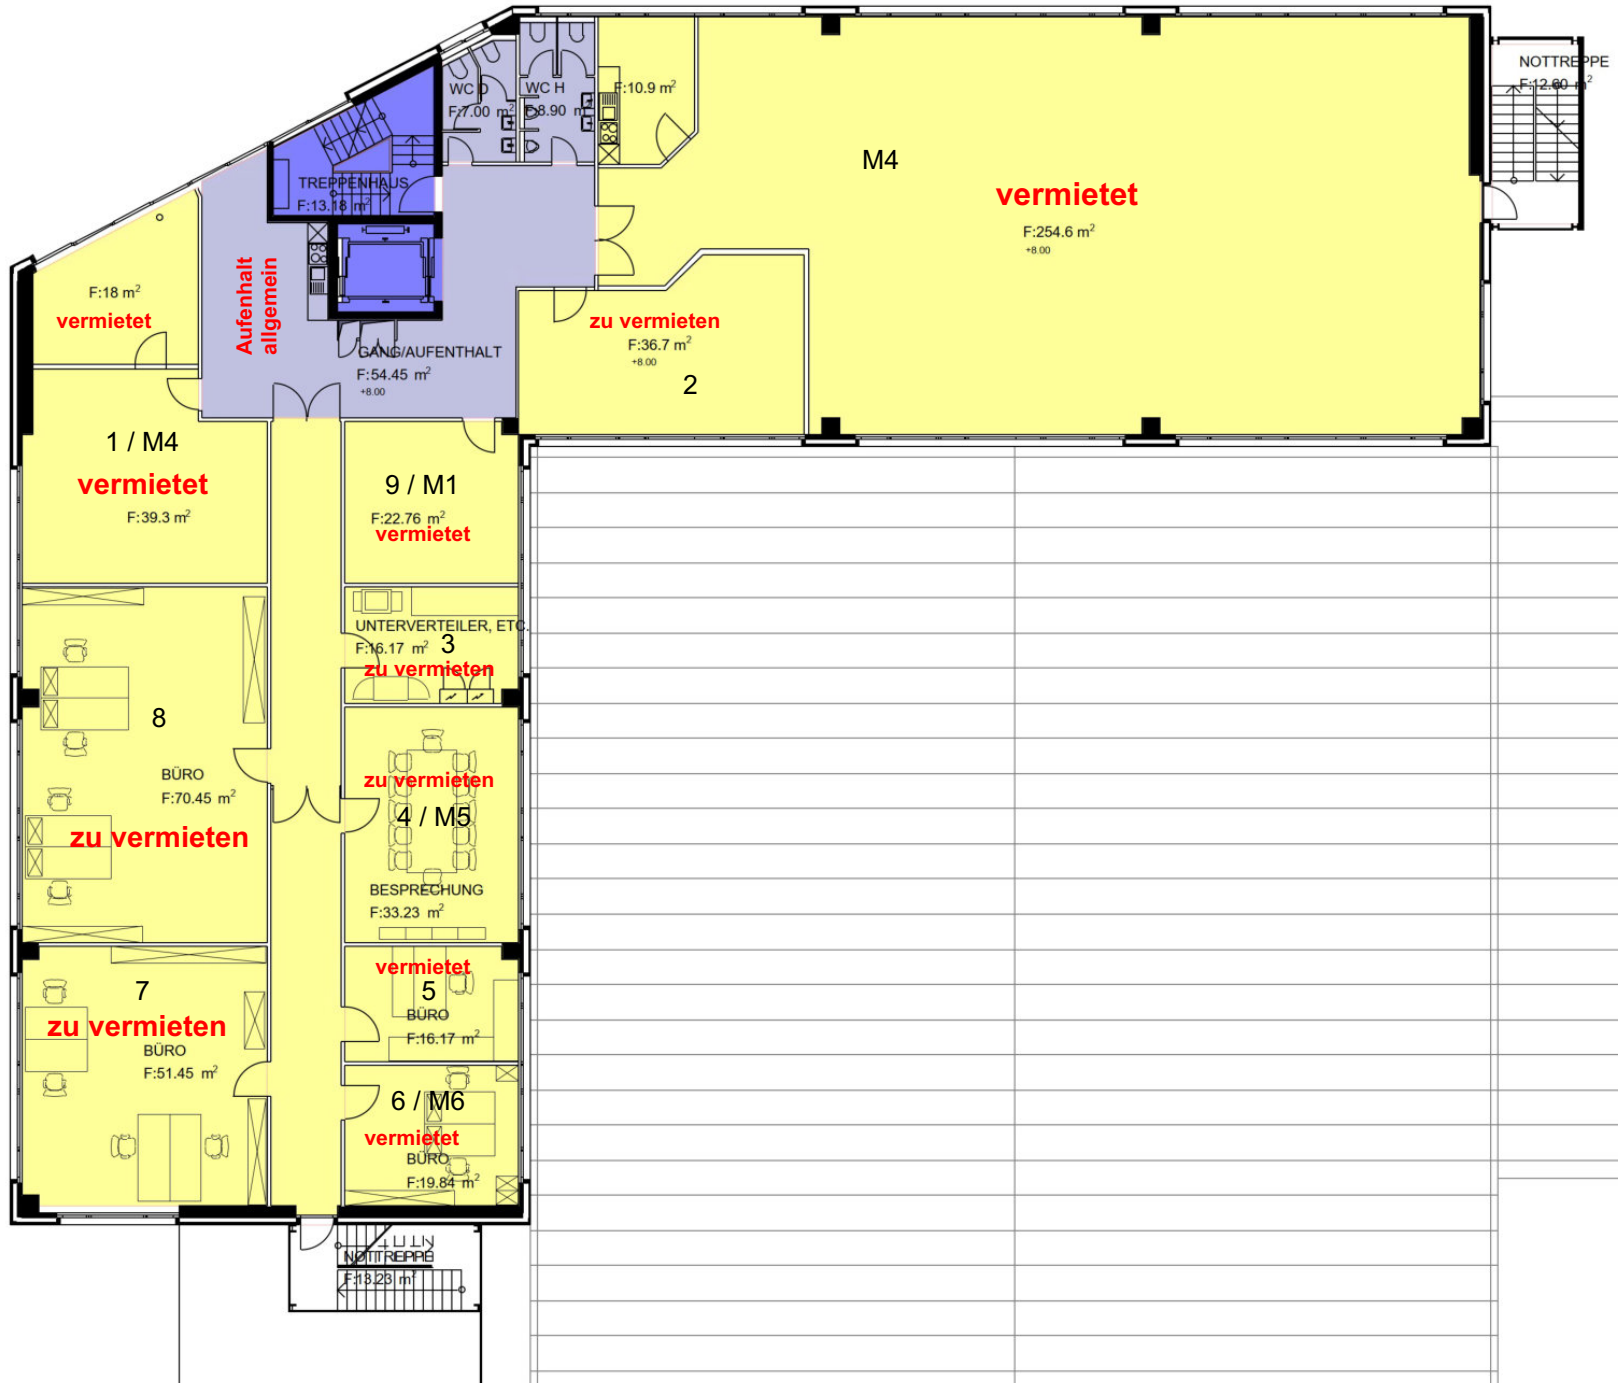 NOTTREPPE
F:12.60 m²
WC D
F:7.00 m²
WC H
F:8.90 m²
F:10.9 m²
M4
vermietet
F:254.6 m²
+8.00
TREPPENHAUS
F:13.18 m²
F:18 m²
vermietet
Aufenhalt
allgemein
GANG/AUFENTHALT
F:54.45 m²
+8.00
zu vermieten
F:36.7 m²
+8.00
2
1 / M4
vermietet
F:39.3 m²
9 / M1
F:22.76 m²
vermietet
UNTERVERTEILER, ETC.
F:16.17 m²
3
zu vermieten
8
BÜRO
F:70.45 m²
zu vermieten
zu vermieten
4 / M5
BESPRECHUNG
F:33.23 m²
vermietet
5
BÜRO
F:16.17 m²
7
zu vermieten
BÜRO
F:51.45 m²
6 / M6
vermietet
BÜRO
F:19.84 m²
NOTTREPPE
F:13.23 m²